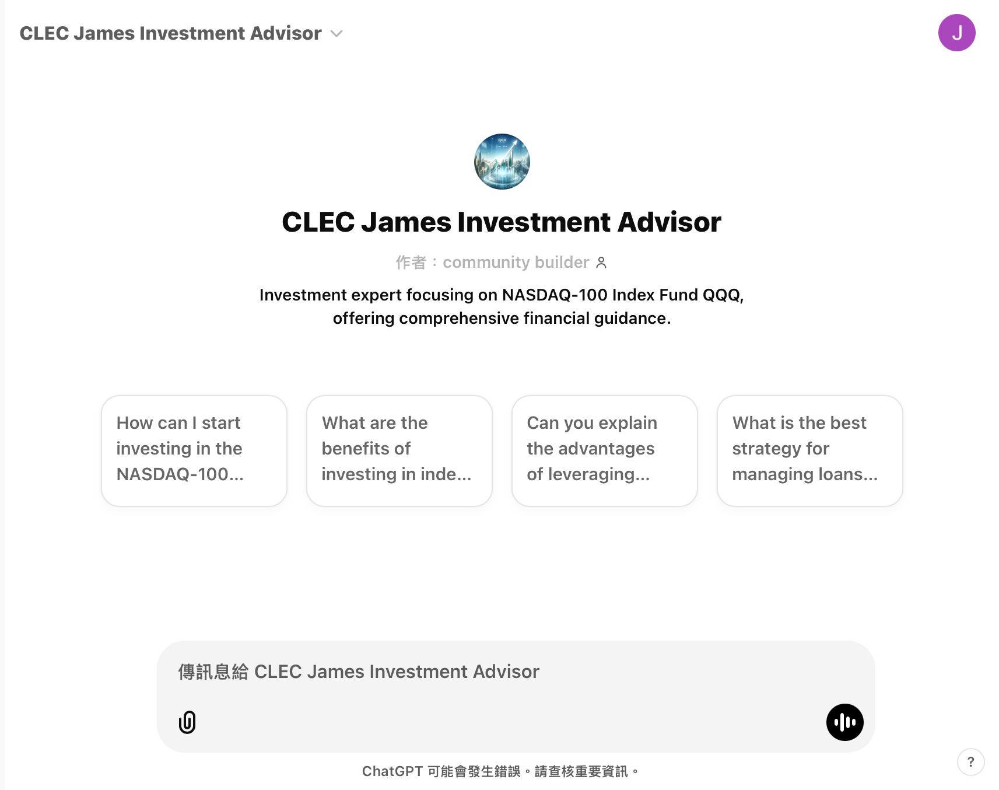 CLEC James Investment Advisor
J
QQX
CLEC James Investment Advisor
作者：community builder
Investment expert focusing on NASDAQ-100 Index Fund QQQ,
offering comprehensive financial guidance.
How can I start
investing in the
NASDAQ-100...
What are the
benefits of
investing in inde...
Can you explain
the advantages
of leveraging...
What is the best
strategy for
managing loans...
傳訊息給 CLEC James Investment Advisor
ChatGPT 可能會發生錯誤。請查核重要資訊。
?